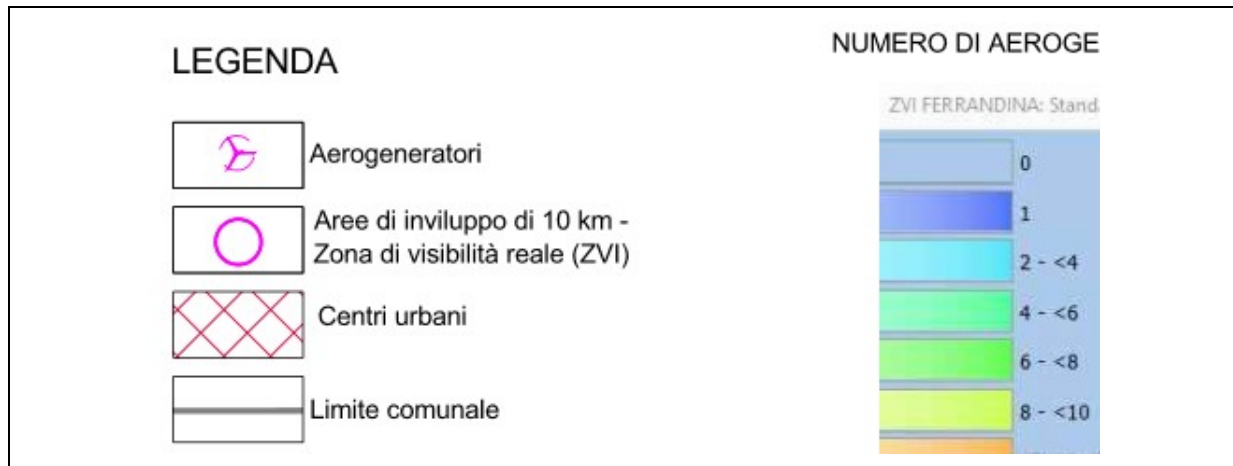 LEGENDA
Aerogeneratori
Aree di inviluppo di 10 km -
Zona di visibilità reale (ZVI)
Centri urbani
Limite comunale
NUMERO DI AEROGE
ZVI FERRANDINA: Stand
0
1
2 - <4
4 - <6
6 - <8
8 - <10